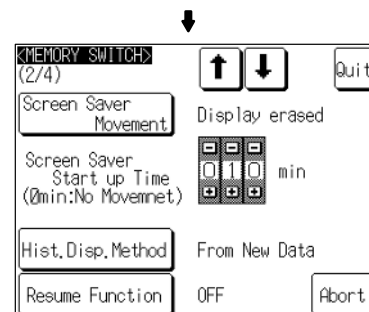 <MEMORY SWITCH>
(2/4)
Quit
Screen Saver
Movement
Display erased
Screen Saver
Start up Time
(0min:No Movemnet)
010 min
Hist.Disp.Method
From New Data
Resume Function
OFF
Abort